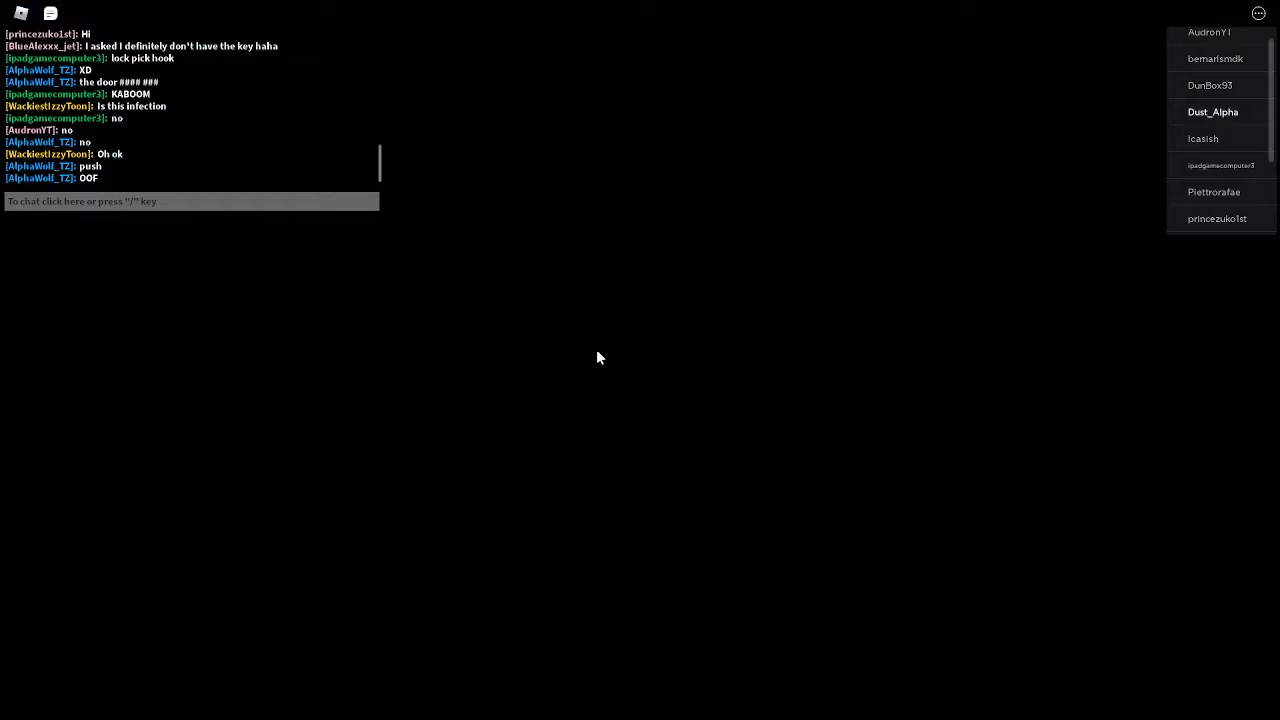 [princezuko1st]: Hi
[BlueAlexxx_jet]: I asked I definitely don't have the key haha
[ipadgamecomputer3]: lock pick hook
[AlphaWolf_TZ]: XD
[AlphaWolf_TZ]: the door #### ###
[ipadgamecomputer3]: KABOOM
[WackiestIzzyToon]: Is this infection
[ipadgamecomputer3]: no
[AudronYT]: no
[AlphaWolf_TZ]: no
[WackiestIzzyToon]: Oh ok
[AlphaWolf_TZ]: push
[AlphaWolf_TZ]: OOF
To chat click here or press "/" key
AudronYT
bernarlsmdk
DunBox93
Dust_Alpha
Icasish
ipadgamecomputer3
Piettrorafae
princezuko1st